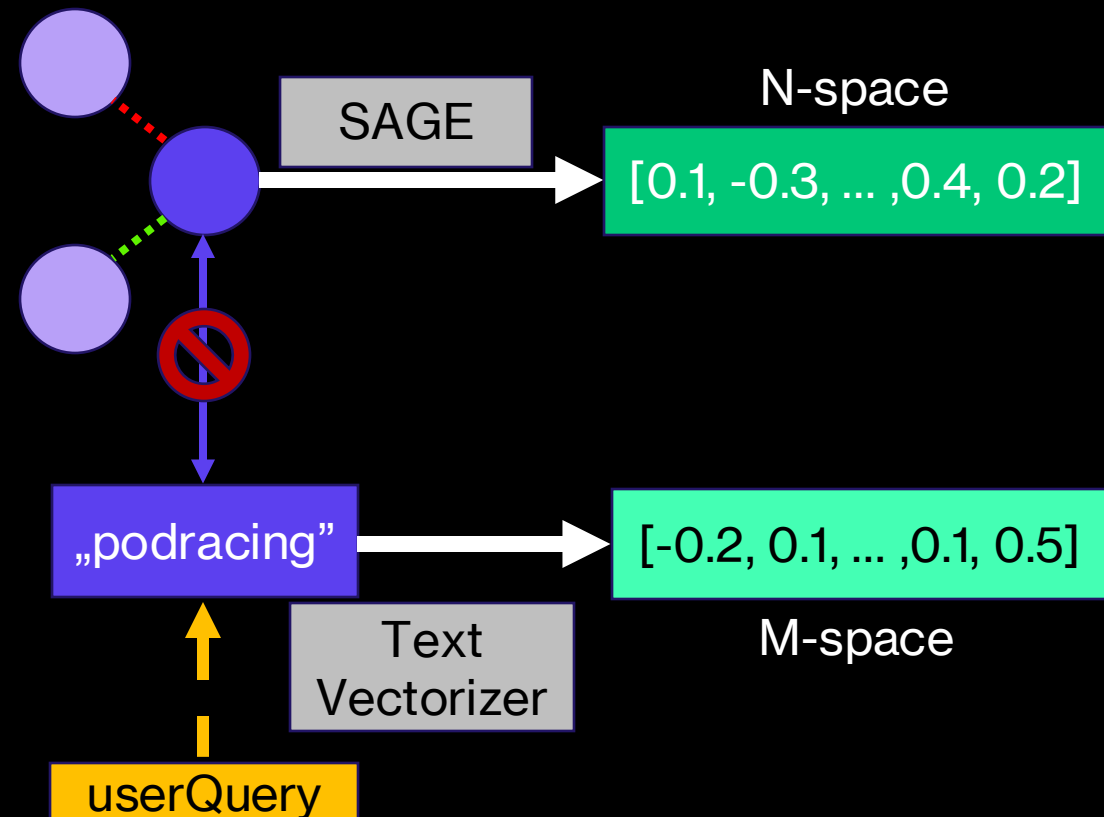 SAGE
N-space
[0.1, -0.3, ... ,0.4, 0.2]
„podracing”
[-0.2, 0.1, ... ,0.1, 0.5]
Text
Vectorizer
M-space
userQuery